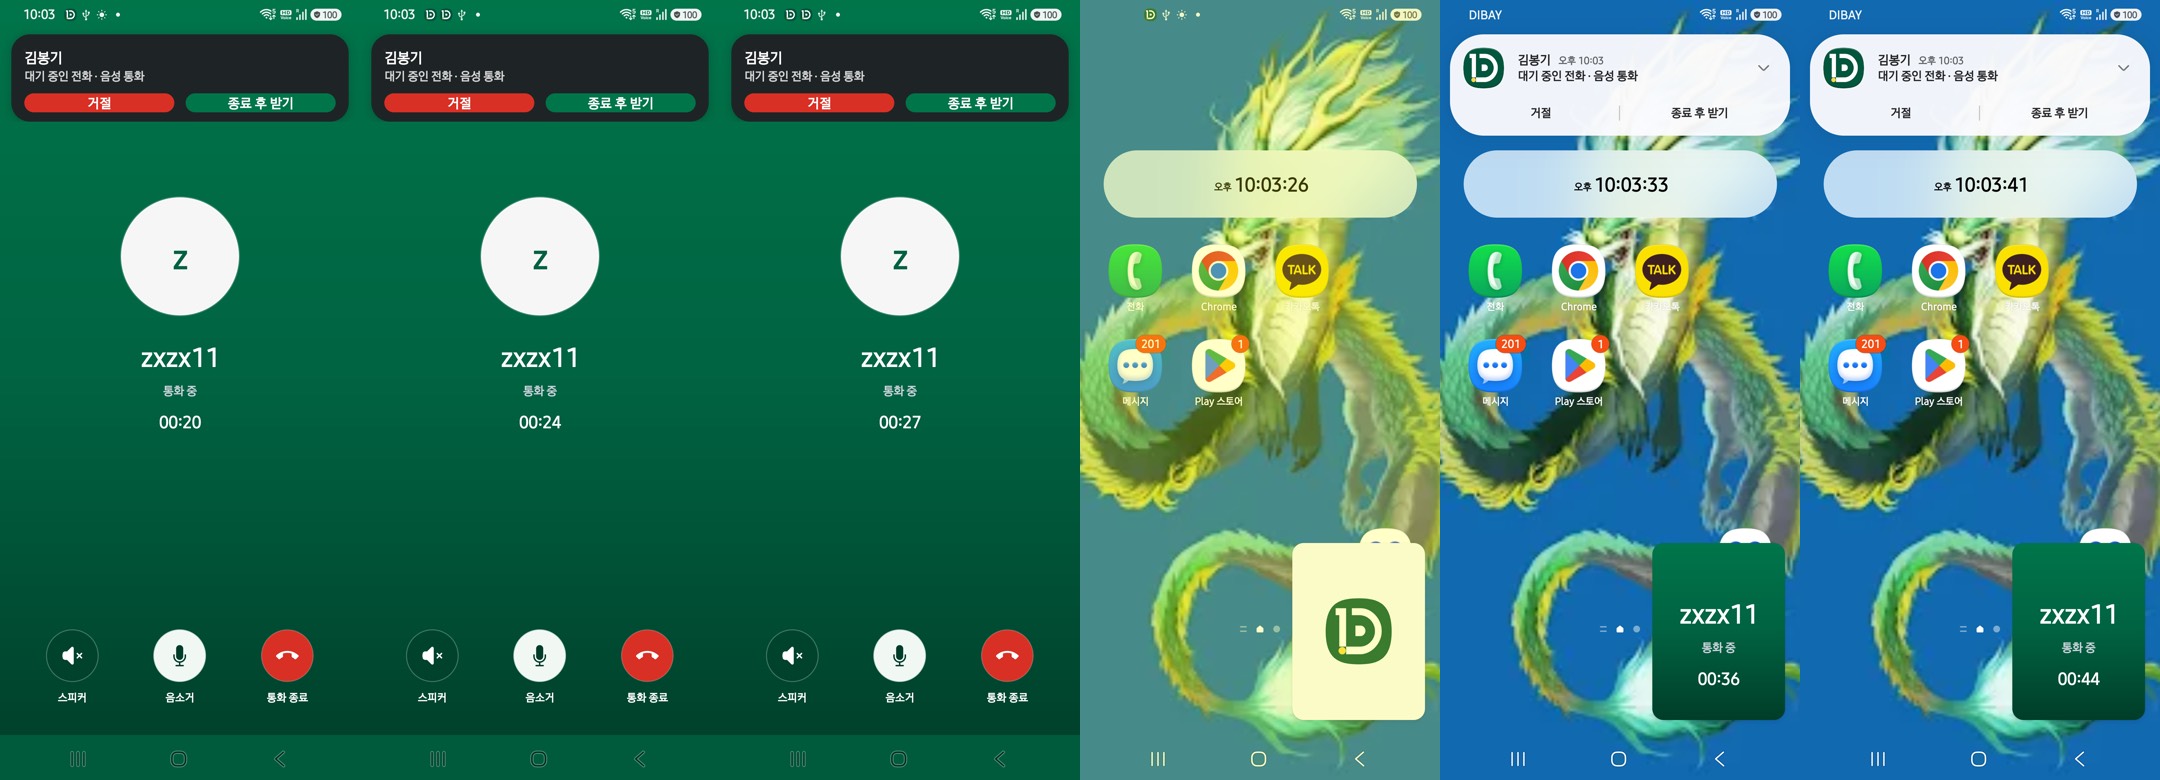 10:03
100
김봉기
대기 중인 전화 · 음성 통화
거절
종료 후 받기
z
zxzx11
통화 중
00:20
스피커
음소거
통화 종료
10:03
100
김봉기
대기 중인 전화 · 음성 통화
거절
종료 후 받기
z
zxzx11
통화 중
00:24
스피커
음소거
통화 종료
10:03
100
김봉기
대기 중인 전화 · 음성 통화
거절
종료 후 받기
z
zxzx11
통화 중
00:27
스피커
음소거
통화 종료
100
오후 10:03:26
TALK
전화
Chrome
201
1
메시지
Play 스토어
DIBAY
100
김봉기 오후 10:03
대기 중인 전화 · 음성 통화
거절
종료 후 받기
오후 10:03:33
TALK
전화
Chrome
201
1
메시지
Play 스토어
zxzx11
통화 중
00:36
DIBAY
100
김봉기 오후 10:03
대기 중인 전화 · 음성 통화
거절
종료 후 받기
오후 10:03:41
TALK
전화
Chrome
201
1
메시지
Play 스토어
zxzx11
통화 중
00:44